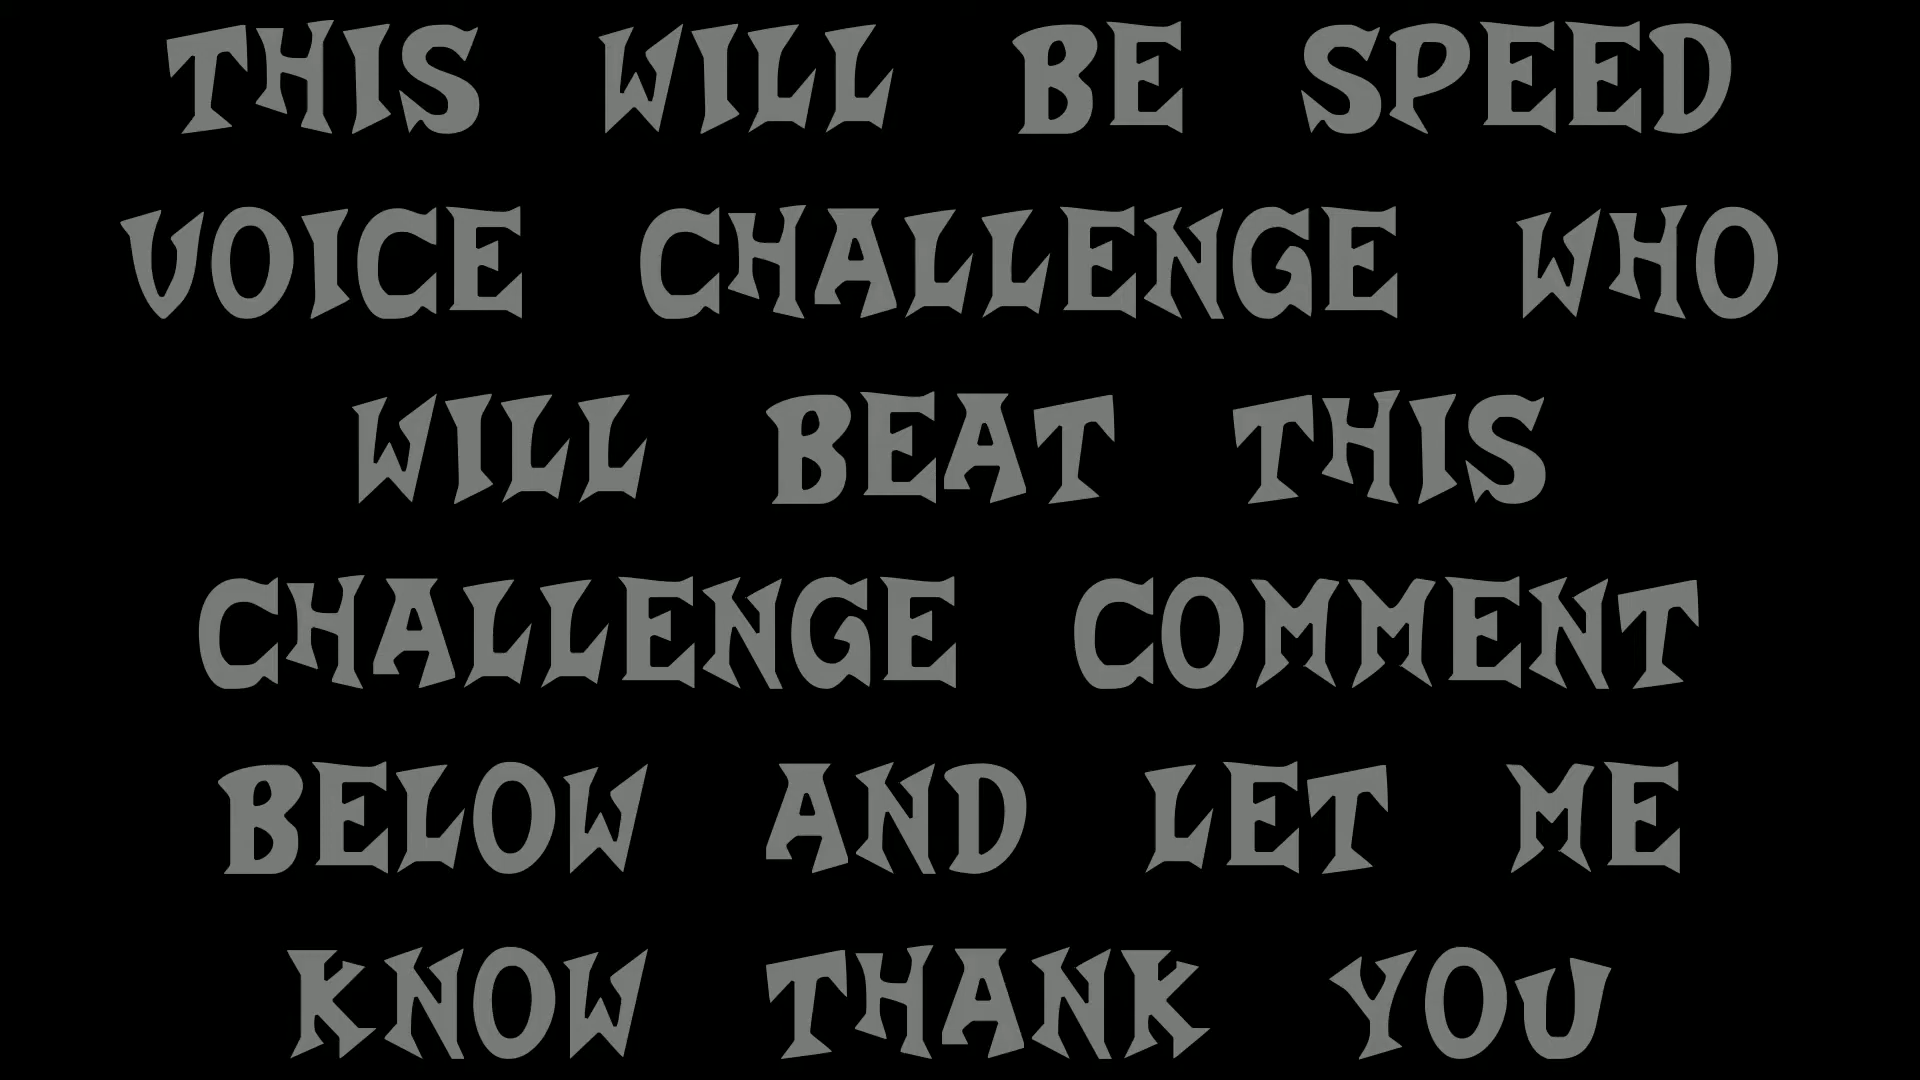 THIS WILL BE SPEED
VOICE CHALLENGE WHO
WILL BEAT THIS
CHALLENGE COMMENT
BELOW AND LET ME
KNOW THANK YOU